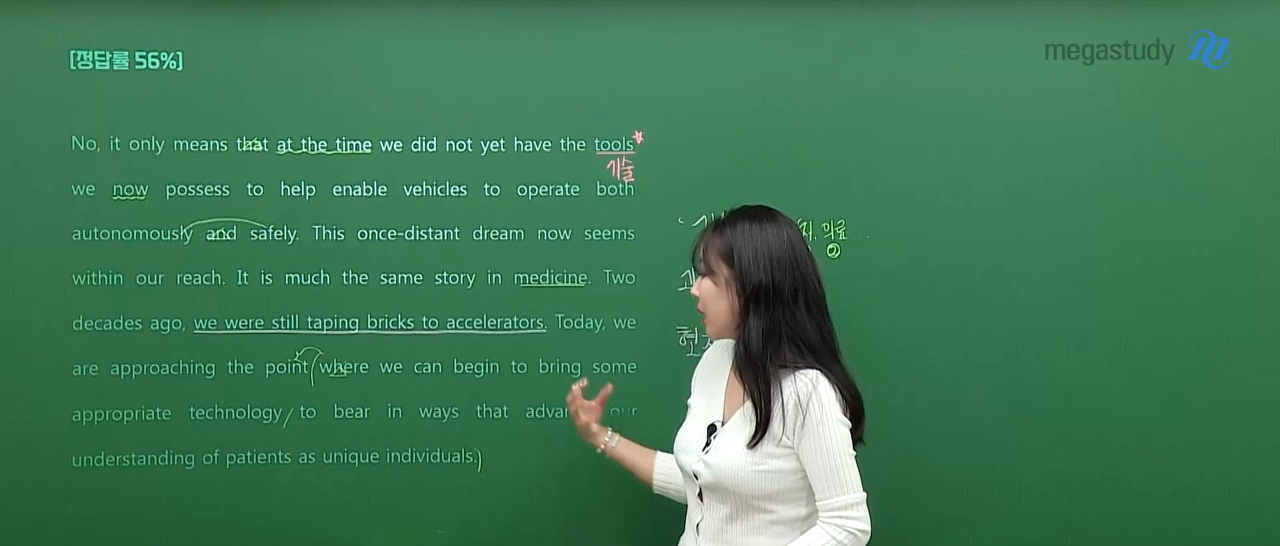 [정답률 56%]
megastudy
No, it only means that at the time we did not yet have the tools
기술
we now possess to help enable vehicles to operate both
autonomously and safely. This once-distant dream now seems
의료
②
within our reach. It is much the same story in medicine. Two
decades ago, we were still taping bricks to accelerators. Today, we
are approaching the point where we can begin to bring some
appropriate technology to bear in ways that our
understanding of patients as unique individuals.